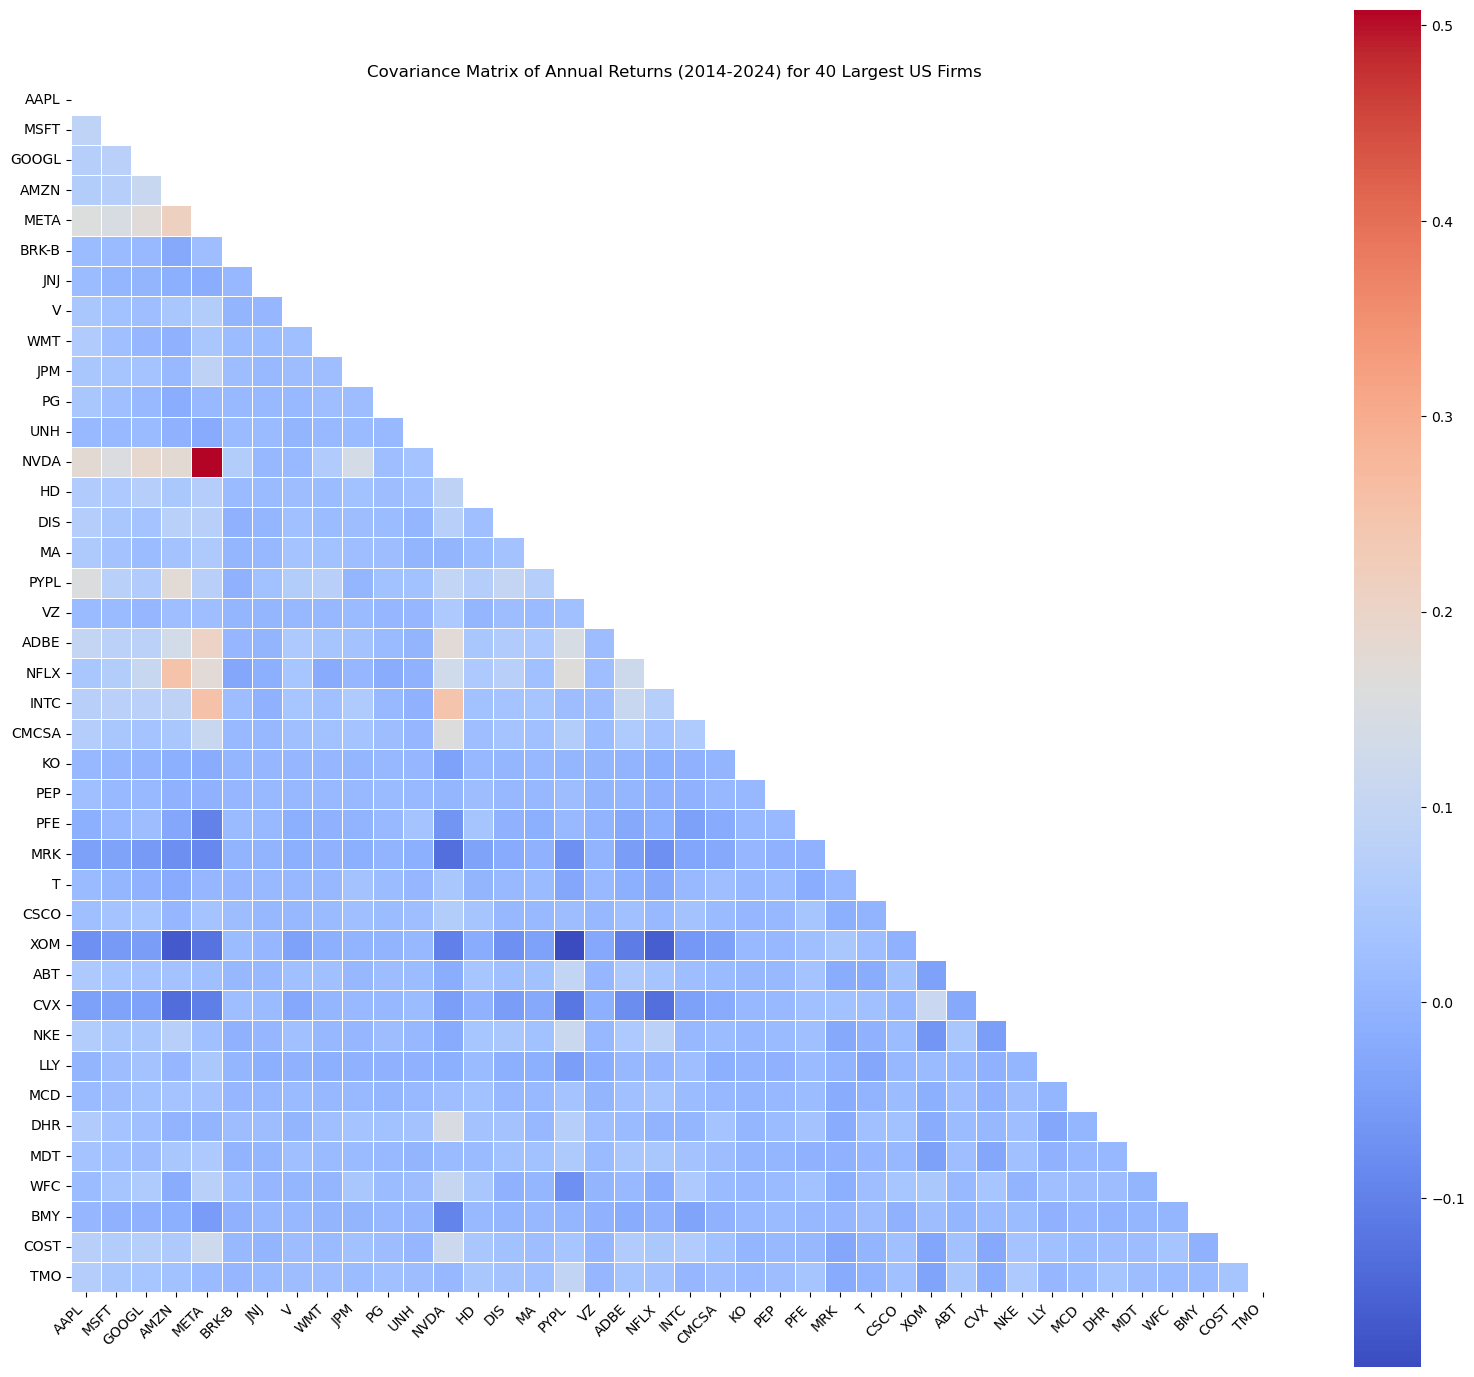 Covariance Matrix of Annual Returns (2014-2024) for 40 Largest US Firms
AAPL
MSFT
GOOGL
AMZN
META
BRK-B
JNJ
V
WMT
JPM
PG
UNH
NVDA
HD
DIS
MA
PYPL
VZ
ADBE
NFLX
INTC
CMCSA
KO
PEP
PFE
MRK
T
CSCO
XOM
ABT
CVX
NKE
LLY
MCD
DHR
MDT
WFC
BMY
COST
TMO
AAPL
MSFT
GOOGL
AMZN
META
BRK-B
JNJ
V
WMT
JPM
PG
UNH
NVDA
HD
DIS
MA
PYPL
VZ
ADBE
NFLX
INTC
CMCSA
KO
PEP
PFE
MRK
T
CSCO
XOM
ABT
CVX
NKE
LLY
MCD
DHR
MDT
WFC
BMY
COST
TMO
0.5
0.4
0.3
0.2
0.1
0.0
−0.1